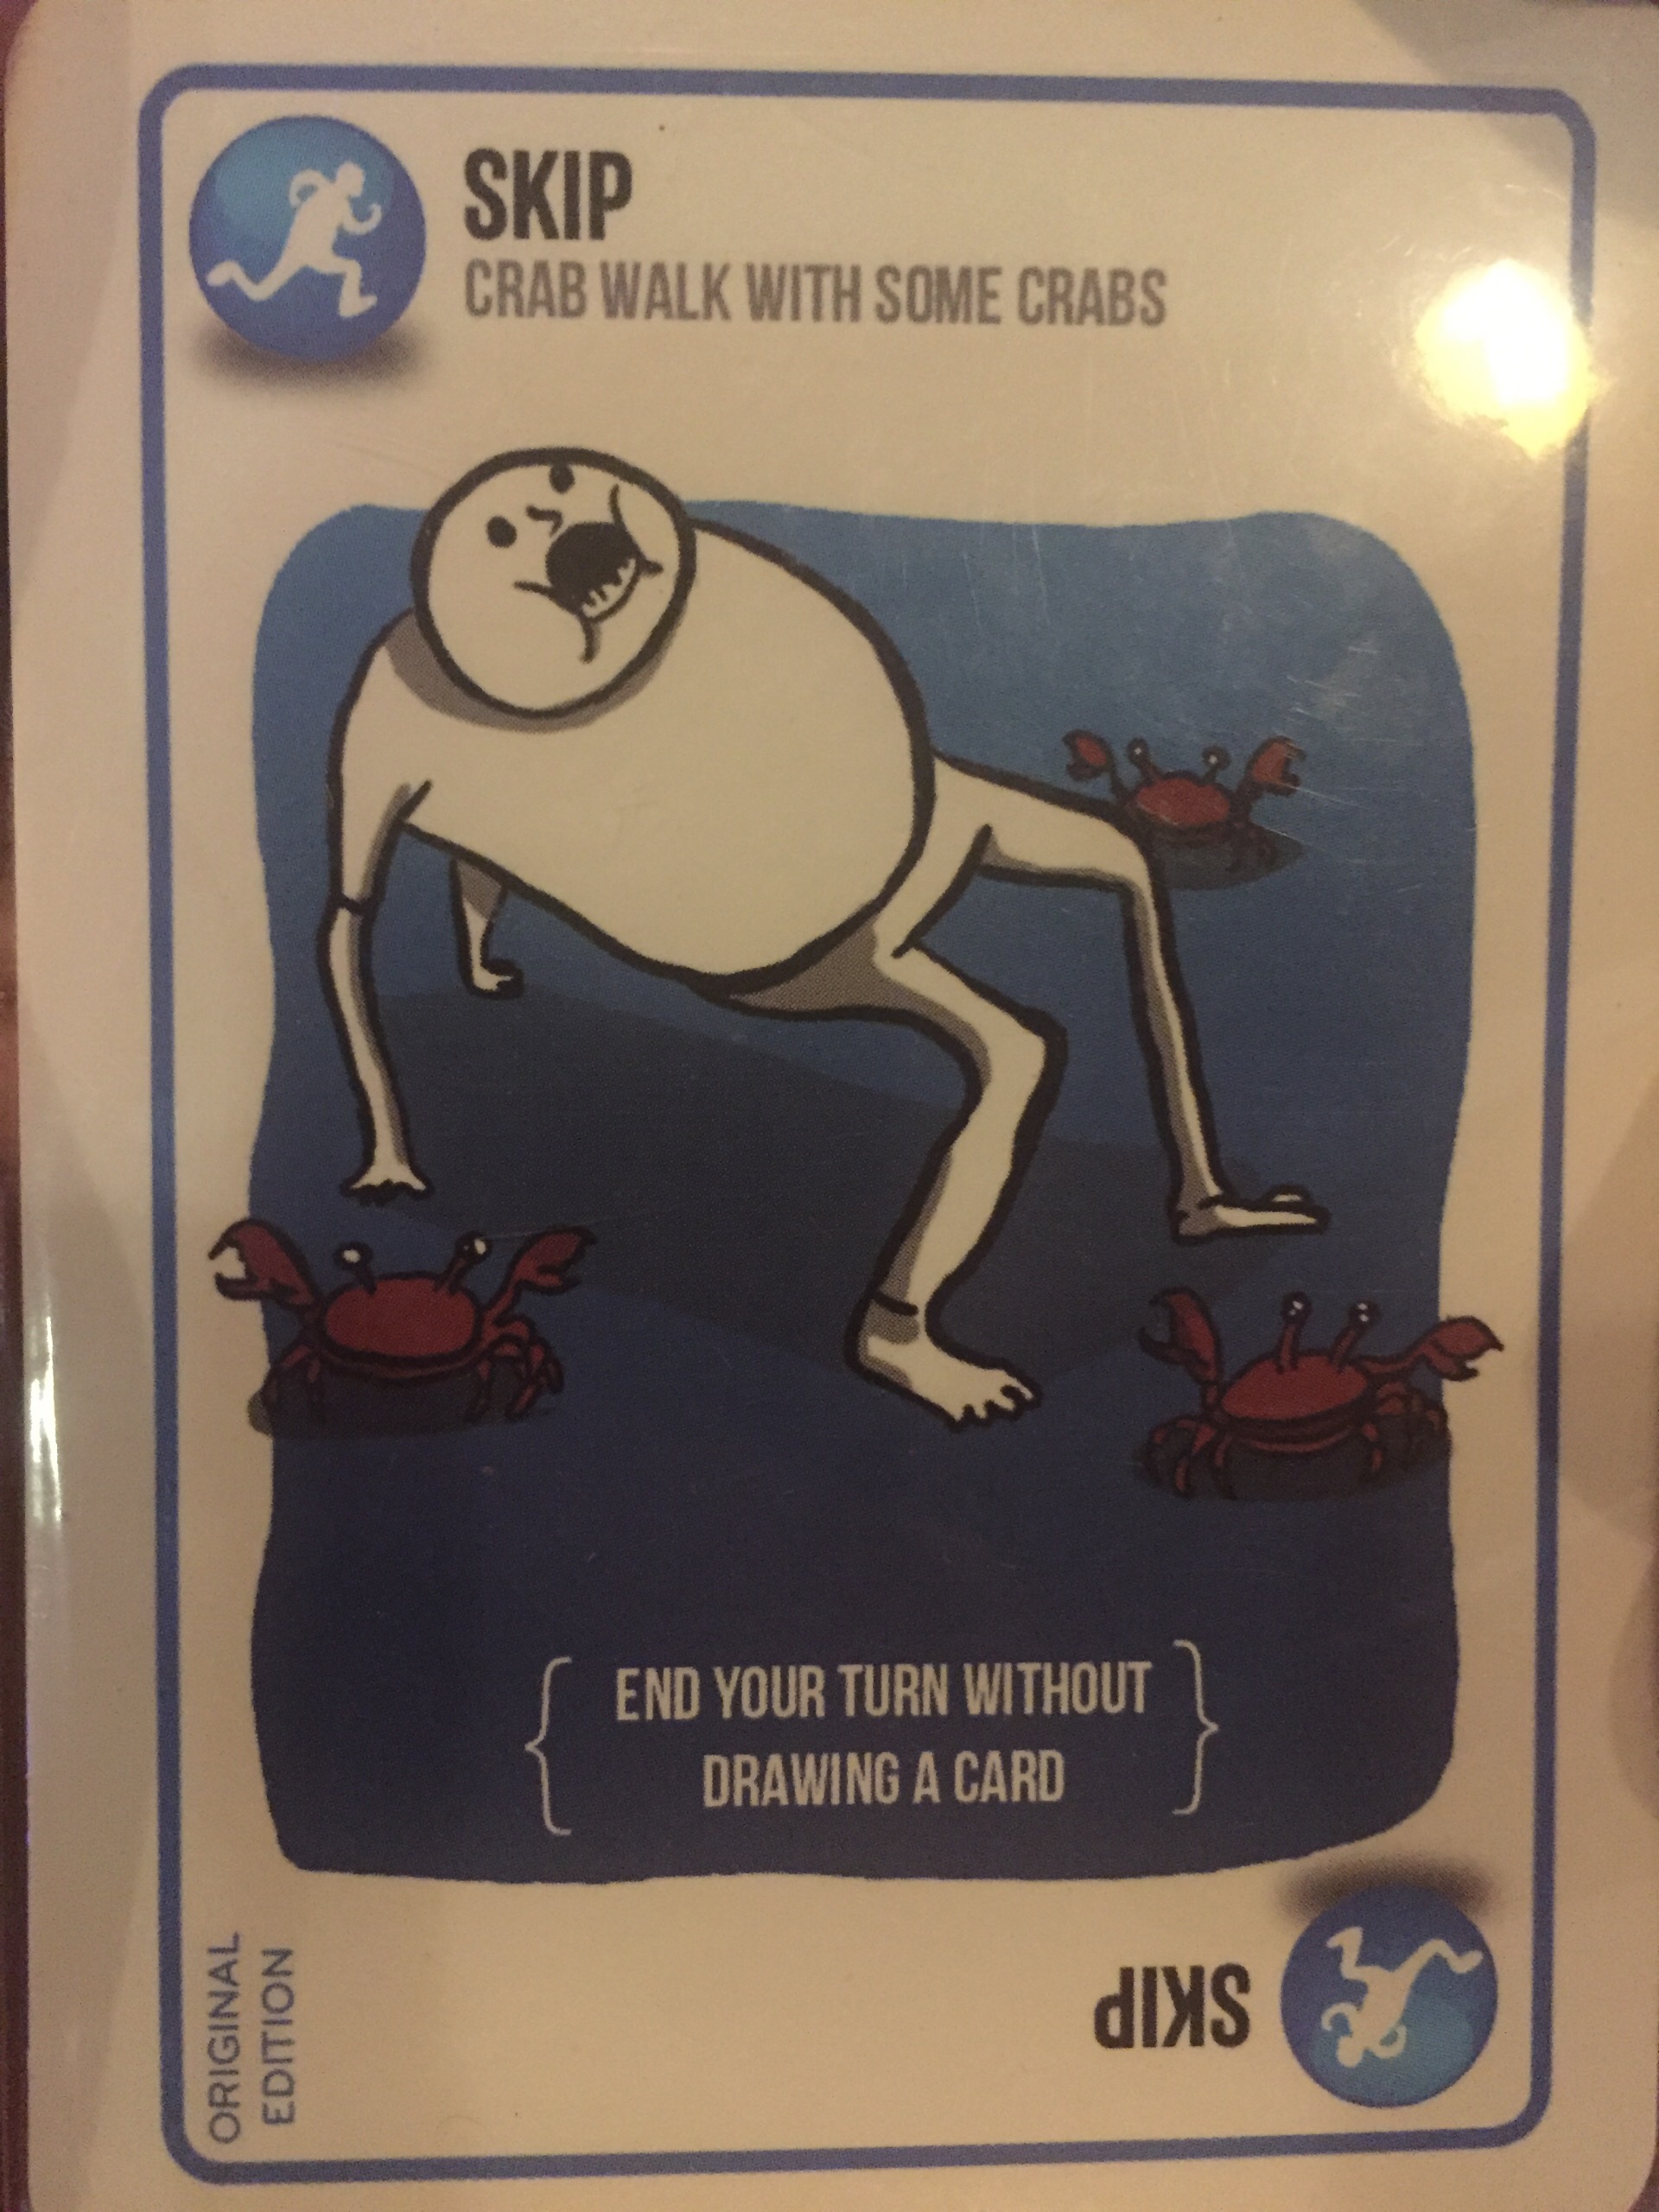 SKIP
CRAB WALK WITH SOME CRABS
END YOUR TURN WITHOUT
DRAWING A CARD
ORIGINAL
EDITION
SKIP